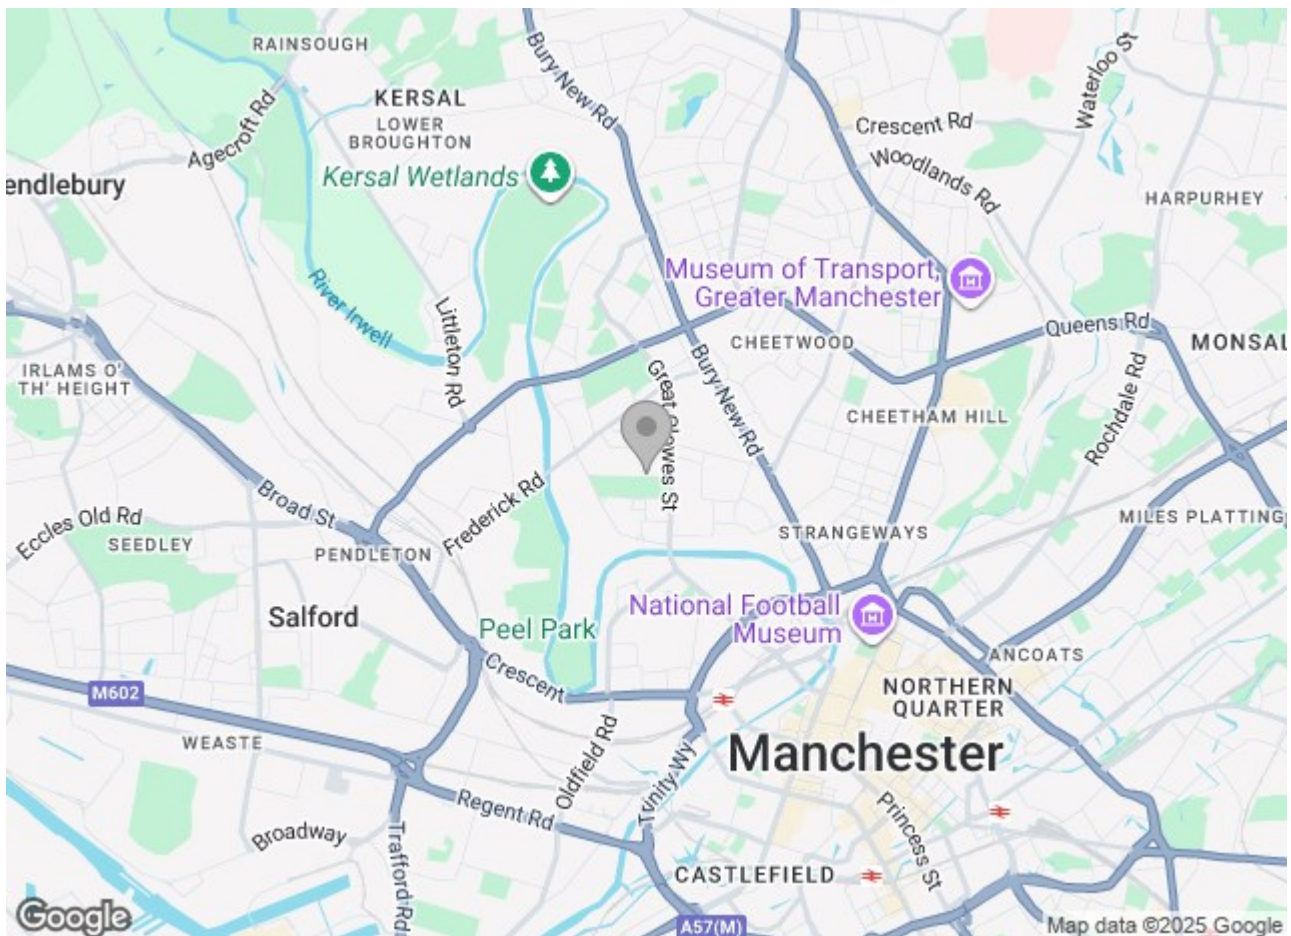 RAINSOUGH
Bury New Rd
Waterloo St
KERSAL
LOWER
BROUGHTON
Agecroft Rd
Crescent Rd
Woodlands Rd
endlebury
Kersal Wetlands
HARPURHEY
River Irwell
Museum of Transport,
Greater Manchester
Littleton Rd
Queens Rd
CHEETWOOD
MONSAL
IRLAMS O'
TH' HEIGHT
Bury New Rd
Great Clowes St
Rochdale Rd
CHEETHAM HILL
Broad St
Frederick Rd
Eccles Old Rd
SEEDLEY
PENDLETON
STRANGEWAYS
MILES PLATTING
Salford
Peel Park
National Football
Museum
Crescent
ANCOATS
M602
NORTHERN
QUARTER
WEASTE
Oldfield Rd
Trinity Wy
Manchester
Regent Rd
Princess St
Broadway
Trafford Rd
CASTLEFIELD
Google
A57(M)
Map data ©2025 Google